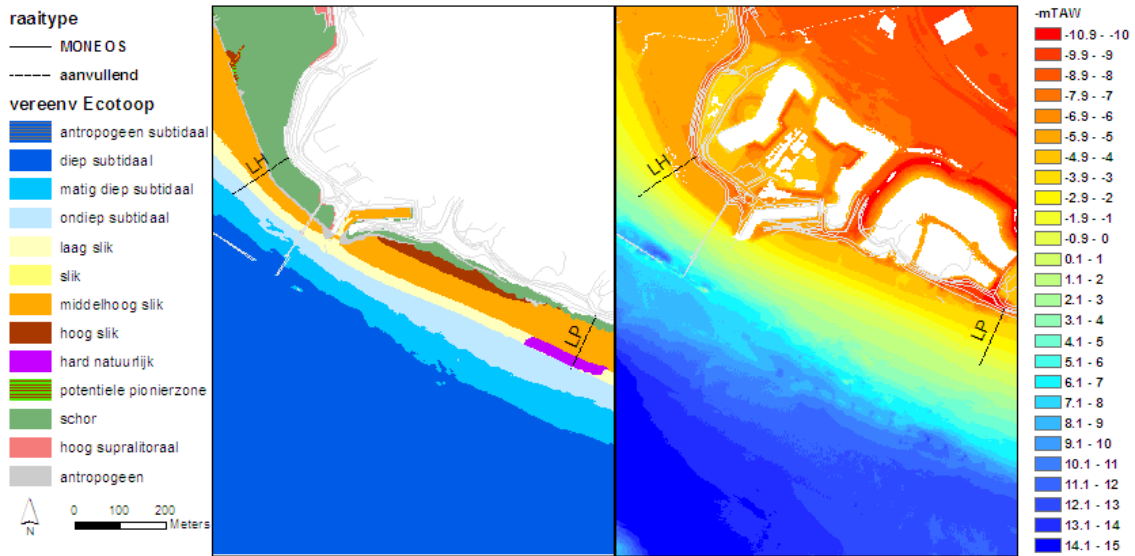 raaitype
MONEOS
aanvullend
vereenv Ecotoop
antropogeen subtidaal
diep subtidaal
matig diep subtidaal
ondiep subtidaal
laag slik
slik
middelhoog slik
hoog slik
hard natuurlijk
potentiele pionierzone
schor
hoog supralitoraal
antropogeen
N
0 100 200
Meters
LH
LP
LH
LP
-mTAW
-10.9 - -10
-9.9 - -9
-8.9 - -8
-7.9 - -7
-6.9 - -6
-5.9 - -5
-4.9 - -4
-3.9 - -3
-2.9 - -2
-1.9 - -1
-0.9 - 0
0.1 - 1
1.1 - 2
2.1 - 3
3.1 - 4
4.1 - 5
5.1 - 6
6.1 - 7
7.1 - 8
8.1 - 9
9.1 - 10
10.1 - 11
11.1 - 12
12.1 - 13
13.1 - 14
14.1 - 15